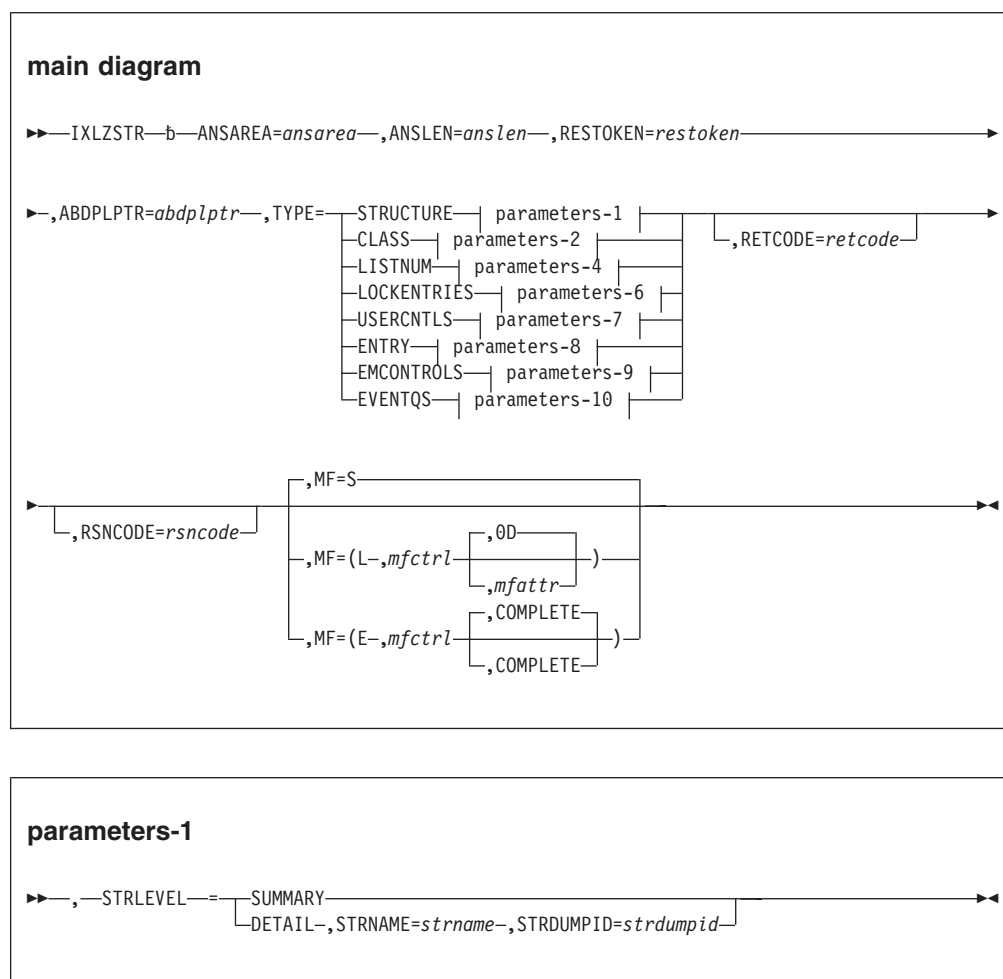 main diagram
IXLZSTR ␢ ANSAREA=ansarea ,ANSLEN=anslen ,RESTOKEN=restoken
,ABDPLPTR=abdplptr ,TYPE= STRUCTURE parameters-1
,RETCODE=retcode
CLASS parameters-2
LISTNUM parameters-4
LOCKENTRIES parameters-6
USERCNTLS parameters-7
ENTRY parameters-8
EMCONTROLS parameters-9
EVENTQS parameters-10
,MF=S
,RSNCODE=rsncode
,0D
,MF=(L ,mfctrl )
,mfattr
,COMPLETE
,MF=(E ,mfctrl )
,COMPLETE
parameters-1
, STRLEVEL = SUMMARY
DETAIL ,STRNAME=strname ,STRDUMPID=strdumpid